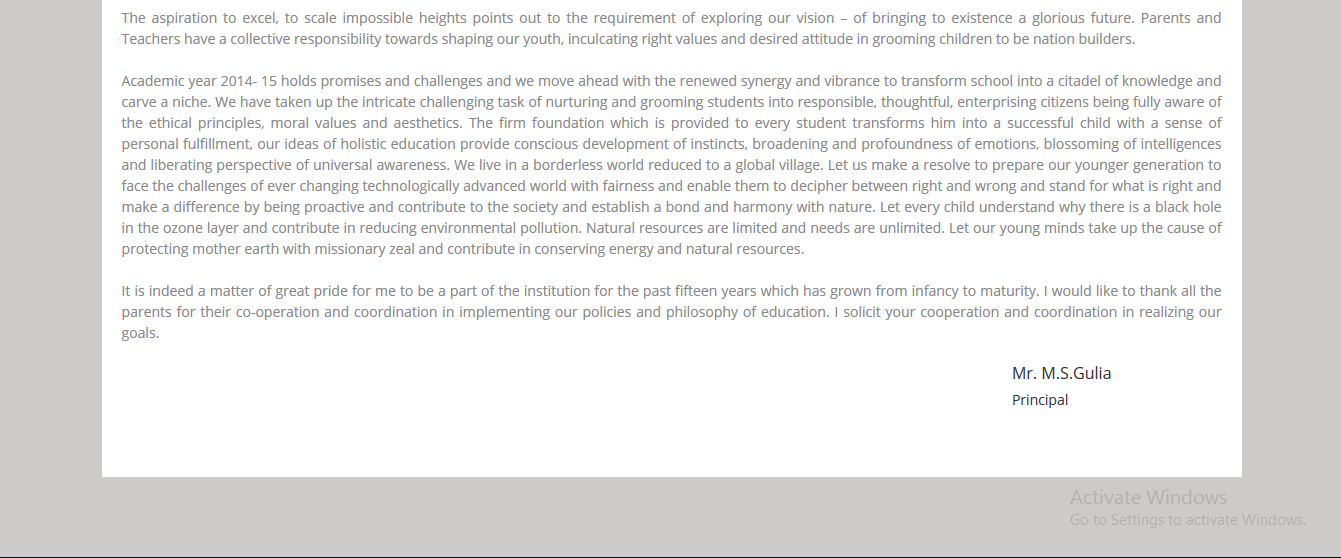 The aspiration to excel, to scale impossible heights points out to the requirement of exploring our vision – of bringing to existence a glorious future. Parents and
Teachers have a collective responsibility towards shaping our youth, inculcating right values and desired attitude in grooming children to be nation builders.
Academic year 2014- 15 holds promises and challenges and we move ahead with the renewed synergy and vibrance to transform school into a citadel of knowledge and
carve a niche. We have taken up the intricate challenging task of nurturing and grooming students into responsible, thoughtful, enterprising citizens being fully aware of
the ethical principles, moral values and aesthetics. The firm foundation which is provided to every student transforms him into a successful child with a sense of
personal fulfillment, our ideas of holistic education provide conscious development of instincts, broadening and profoundness of emotions, blossoming of intelligences
and liberating perspective of universal awareness. We live in a borderless world reduced to a global village. Let us make a resolve to prepare our younger generation to
face the challenges of ever changing technologically advanced world with fairness and enable them to decipher between right and wrong and stand for what is right and
make a difference by being proactive and contribute to the society and establish a bond and harmony with nature. Let every child understand why there is a black hole
in the ozone layer and contribute in reducing environmental pollution. Natural resources are limited and needs are unlimited. Let our young minds take up the cause of
protecting mother earth with missionary zeal and contribute in conserving energy and natural resources.
It is indeed a matter of great pride for me to be a part of the institution for the past fifteen years which has grown from infancy to maturity. I would like to thank all the
parents for their co-operation and coordination in implementing our policies and philosophy of education. I solicit your cooperation and coordination in realizing our
goals.
Mr. M.S.Gulia
Principal
Activate Windows
Go to Settings to activate Windows.